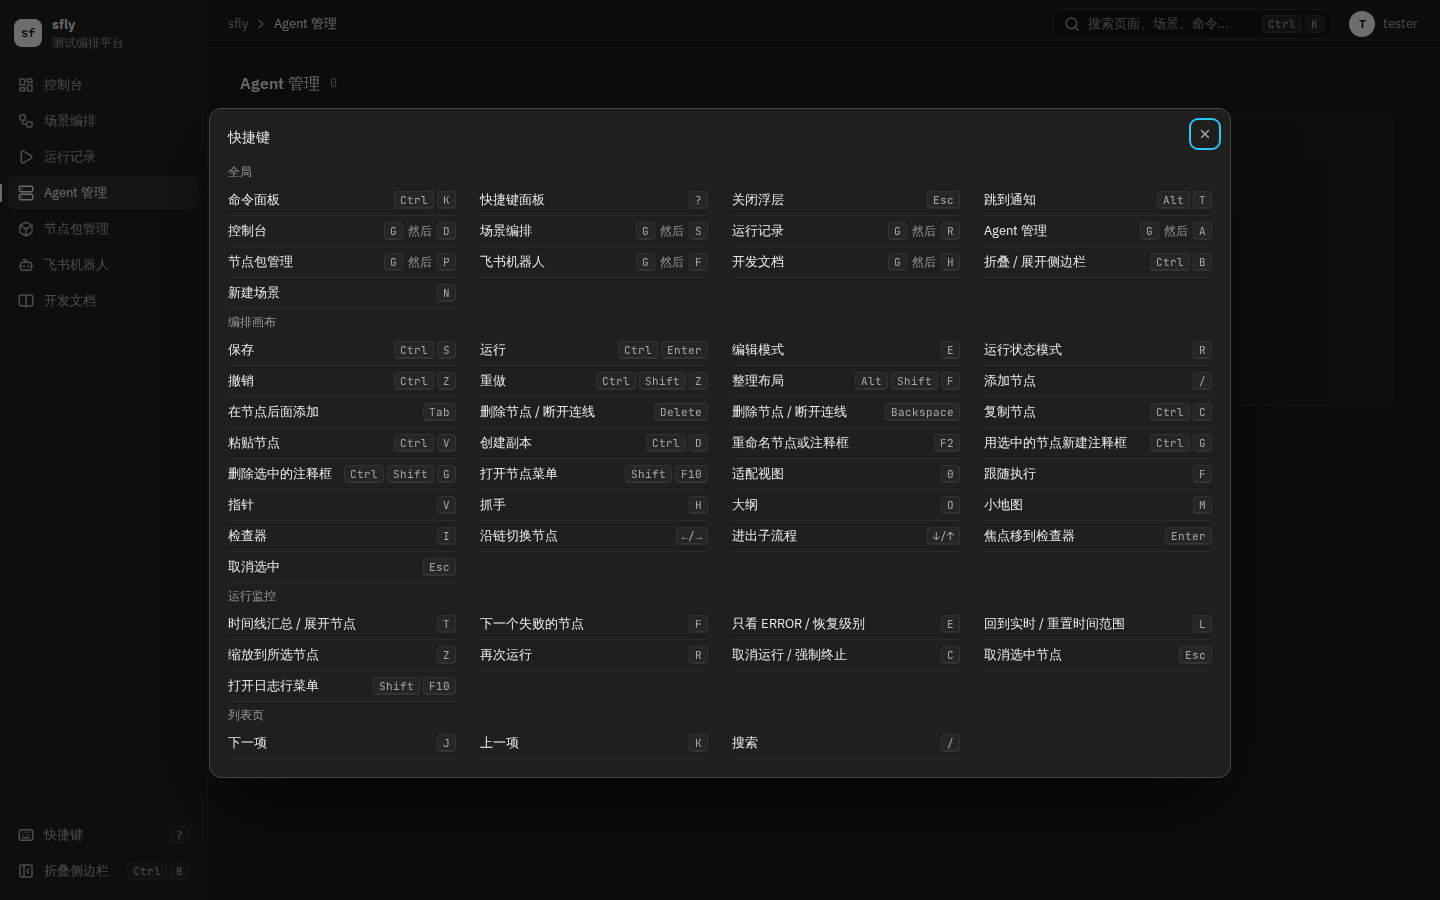 sf sfly
测试编排平台
sfly > Agent 管理
搜索页面、场景、命令... Ctrl K
T tester
控制台
场景编排
运行记录
Agent 管理
节点包管理
飞书机器人
开发文档
Agent 管理 0
快捷键
全局
命令面板 Ctrl K 快捷键面板 ? 关闭浮层 Esc 跳到通知 Alt T
控制台 G 然后 D 场景编排 G 然后 S 运行记录 G 然后 R Agent 管理 G 然后 A
节点包管理 G 然后 P 飞书机器人 G 然后 F 开发文档 G 然后 H 折叠 / 展开侧边栏 Ctrl B
新建场景 N
编排画布
保存 Ctrl S 运行 Ctrl Enter 编辑模式 E 运行状态模式 R
撤销 Ctrl Z 重做 Ctrl Shift Z 整理布局 Alt Shift F 添加节点 /
在节点后面添加 Tab 删除节点 / 断开连线 Delete 删除节点 / 断开连线 Backspace 复制节点 Ctrl C
粘贴节点 Ctrl V 创建副本 Ctrl D 重命名节点或注释框 F2 用选中的节点新建注释框 Ctrl G
删除选中的注释框 Ctrl Shift G 打开节点菜单 Shift F10 适配视图 0 跟随执行 F
指针 V 抓手 H 大纲 O 小地图 M
检查器 I 沿链切换节点 ←/→ 进出子流程 ↓/↑ 焦点移到检查器 Enter
取消选中 Esc
运行监控
时间线汇总 / 展开节点 T 下一个失败的节点 F 只看 ERROR / 恢复级别 E 回到实时 / 重置时间范围 L
缩放到所选节点 Z 再次运行 R 取消运行 / 强制终止 C 取消选中节点 Esc
打开日志行菜单 Shift F10
列表页
下一项 J 上一项 K 搜索 /
快捷键 ?
折叠侧边栏 Ctrl B